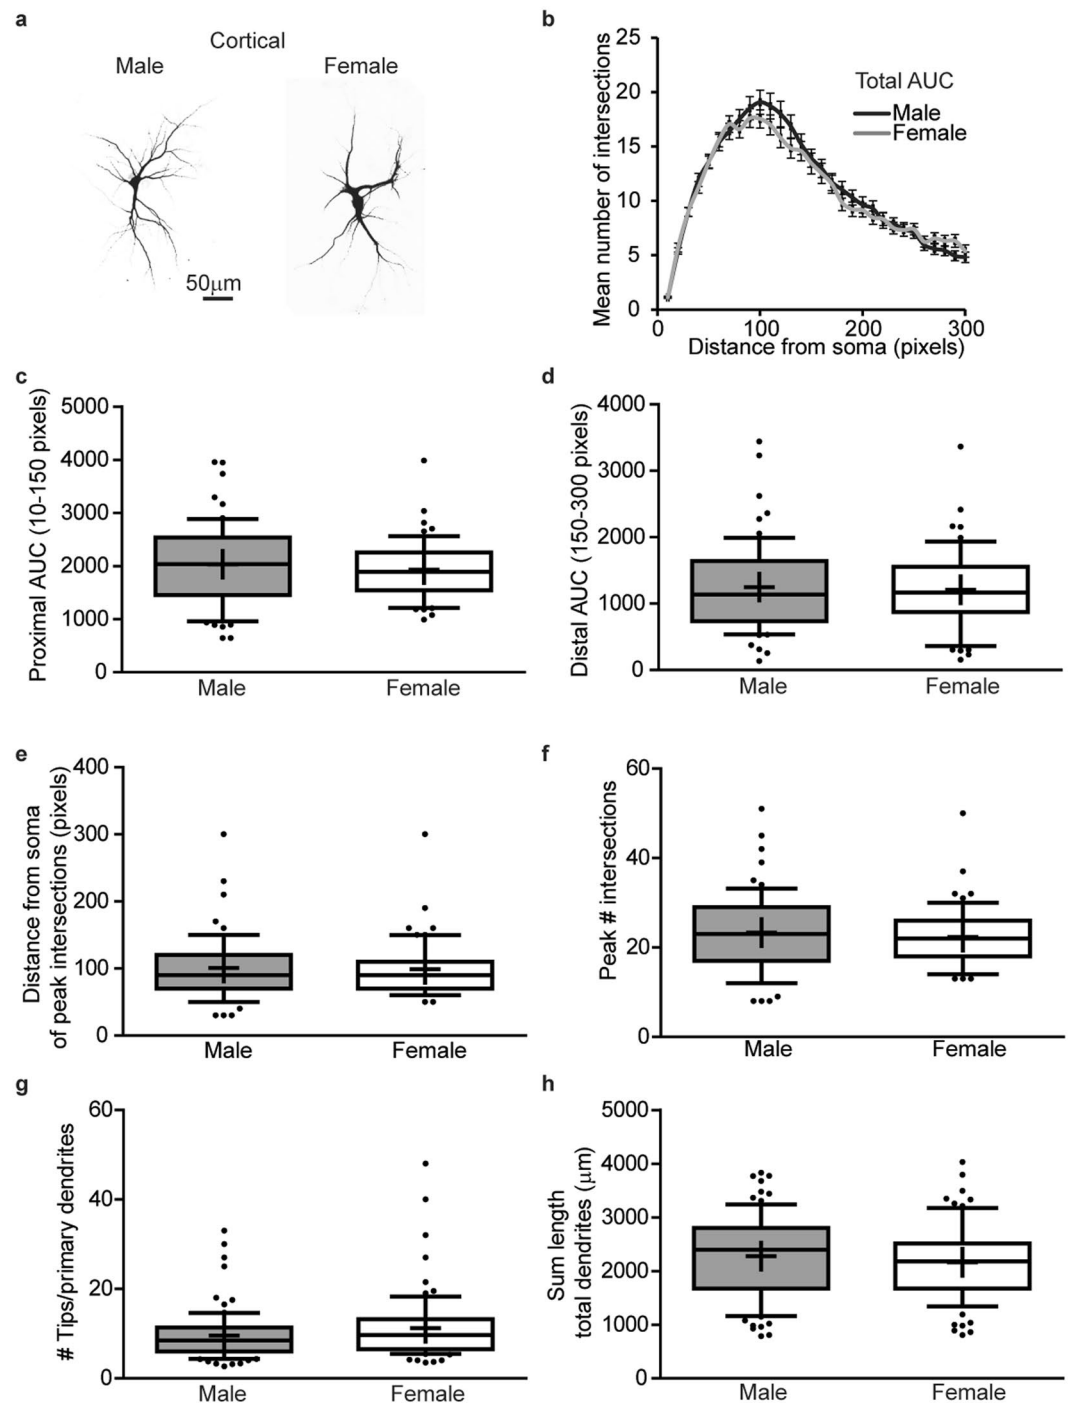 a
Cortical
Male
Female
50μm
b
Mean number of intersections
25
20
15
10
5
0
Total AUC
Male
Female
0
100
200
300
Distance from soma (pixels)
c
Proximal AUC (10-150 pixels)
5000
4000
3000
2000
1000
0
Male
Female
d
Distal AUC (150-300 pixels)
4000
3000
2000
1000
0
Male
Female
e
Distance from soma
of peak intersections (pixels)
400
300
200
100
0
Male
Female
f
Peak # intersections
60
40
20
0
Male
Female
g
# Tips/primary dendrites
60
40
20
0
Male
Female
h
Sum length
total dendrites (μm)
5000
4000
3000
2000
1000
0
Male
Female